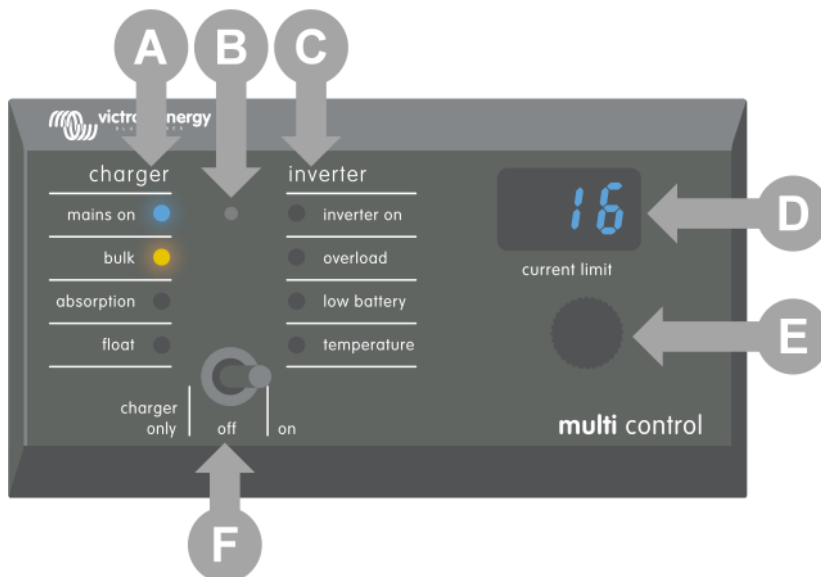 A B C
victron energy
charger inverter
16
D
mains on inverter on
bulk overload
current limit
absorption low battery
E
float temperature
charger only off on
multi control
F